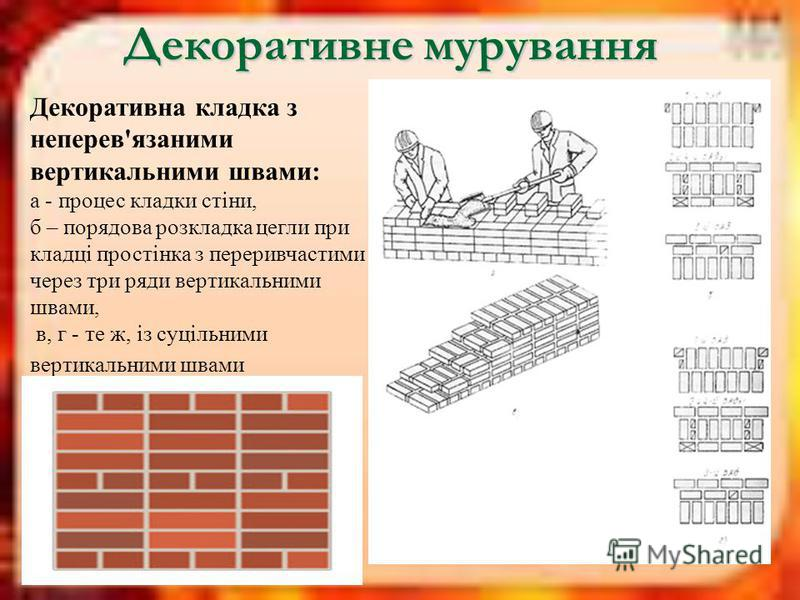 Декоративне мурування
Декоративна кладка з
неперев'язаними
вертикальними швами:
а - процес кладки стіни,
б – порядова розкладка цегли при
кладці простінка з переривчастими
через три ряди вертикальними
швами,
в, г - те ж, із суцільними
вертикальними швами
MyShared